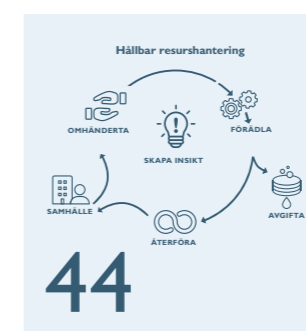 Hållbar resurshantering
OMHÄNDERTA
FÖRÄDLA
SKAPA INSIKT
SAMHÄLLE
AVGIFTA
ÅTERFÖRA
44